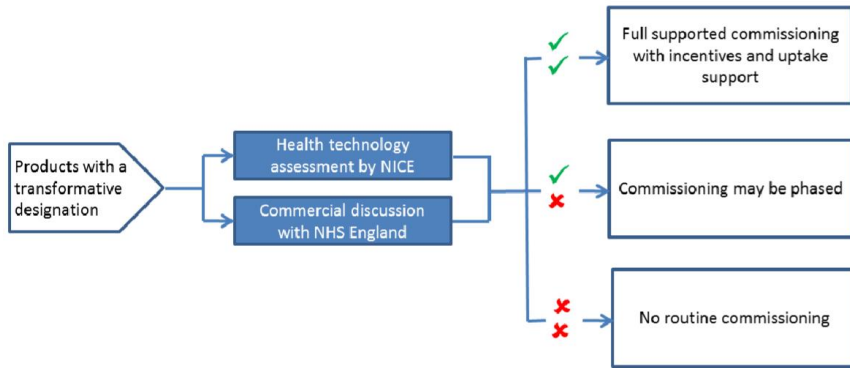 Products with a
transformative
designation
Health technology
assessment by NICE
Commercial discussion
with NHS England
Full supported commissioning
with incentives and uptake
support
Commissioning may be phased
No routine commissioning